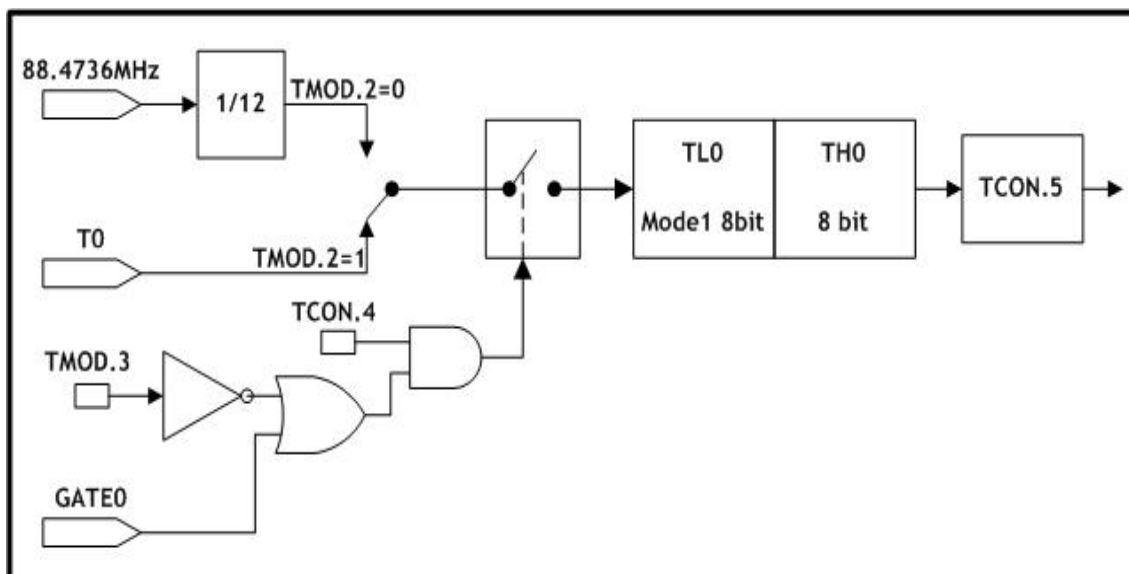 88.4736MHz
1/12
TMOD.2=0
T0
TMOD.2=1
TL0
Mode1 8bit
TH0
8 bit
TCON.5
TCON.4
TMOD.3
GATE0